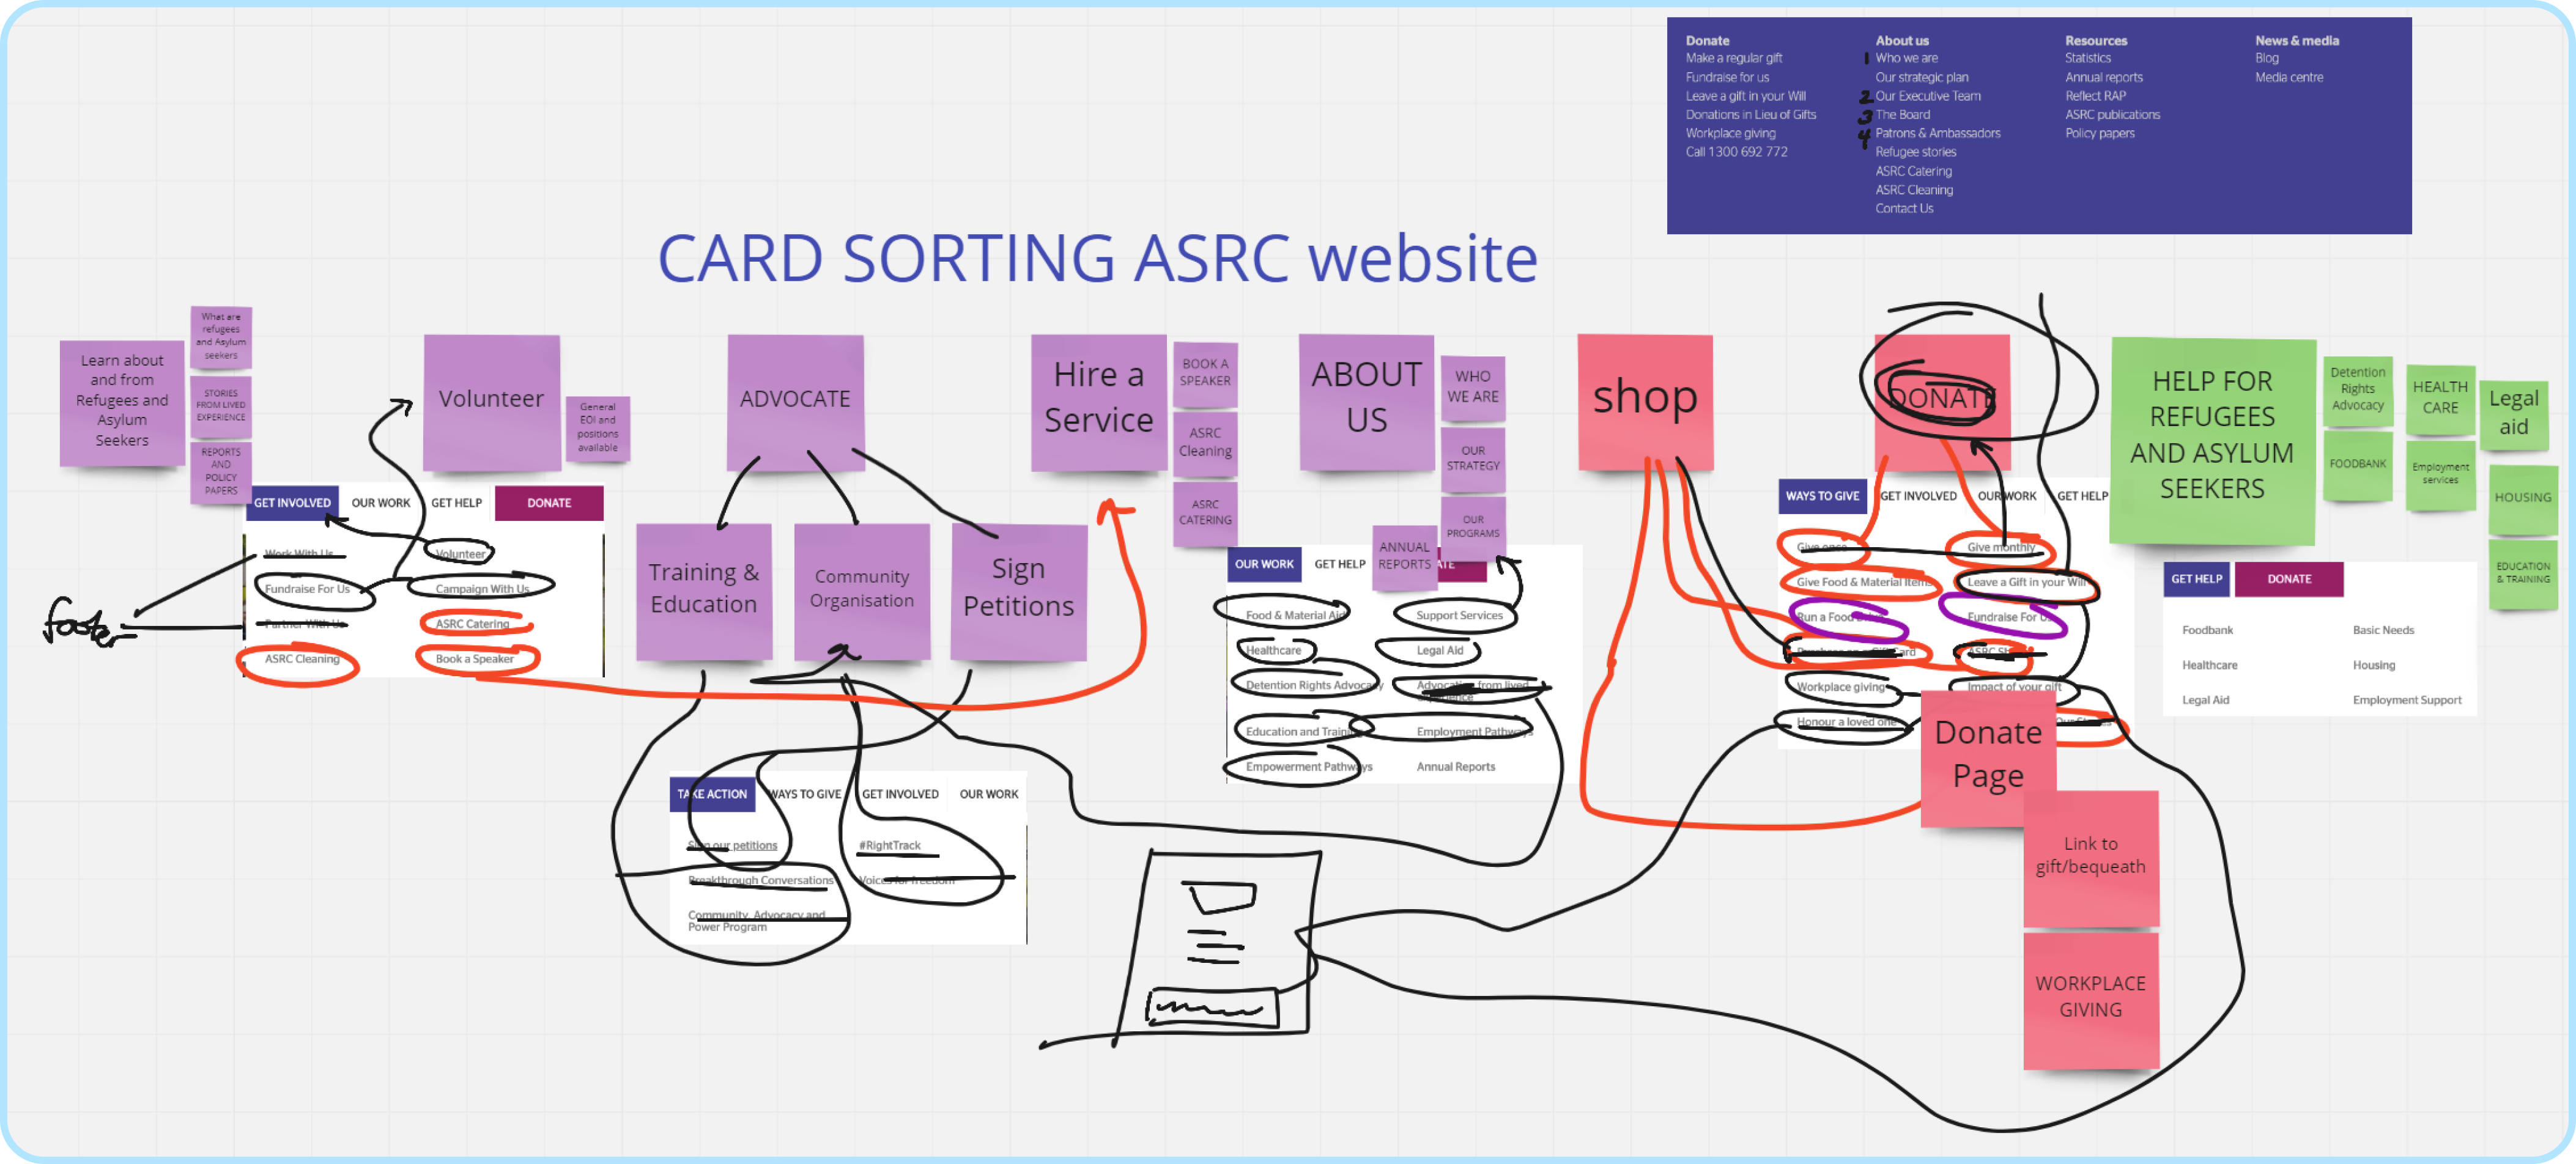 Donate
Make a regular gift
Fundraise for us
Leave a gift in your Will
Donations in Lieu of Gifts
Workplace giving
Call 1300 692 772
About us
1 Who we are
Our strategic plan
2 Our Executive Team
3 The Board
4 Patrons & Ambassadors
Refugee stories
ASRC Catering
ASRC Cleaning
Contact Us
Resources
Statistics
Annual reports
Reflect RAP
ASRC publications
Policy papers
News & media
Blog
Media centre
CARD SORTING ASRC website
Learn about
and from
Refugees and
Asylum
Seekers
What are
refugees
and Asylum
seekers
STORIES
FROM LIVED
EXPERIENCE
REPORTS
AND
POLICY
PAPERS
Volunteer
General
EOI and
positions
available
ADVOCATE
Hire a
Service
BOOK A
SPEAKER
ASRC
Cleaning
ASRC
CATERING
ABOUT
US
WHO
WE ARE
OUR
STRATEGY
OUR
PROGRAMS
ANNUAL
REPORTS
shop
DONATE
HELP FOR
REFUGEES
AND ASYLUM
SEEKERS
Detention
Rights
Advocacy
HEALTH
CARE
Legal
aid
FOODBANK
Employment
services
HOUSING
EDUCATION
& TRAINING
GET INVOLVED OUR WORK GET HELP DONATE
Work With Us Volunteer
Fundraise For Us Campaign With Us
Partner With Us ASRC Catering
ASRC Cleaning Book a Speaker
footer
Training &
Education
Community
Organisation
Sign
Petitions
TAKE ACTION WAYS TO GIVE GET INVOLVED OUR WORK
Sign our petitions #RightTrack
Breakthrough Conversations Voices for freedom
Community, Advocacy and
Power Program
OUR WORK GET HELP ATE
Food & Material Aid Support Services
Healthcare Legal Aid
Detention Rights Advocacy Advocacy from lived
Education and Training Employment Pathways
Empowerment Pathways Annual Reports
WAYS TO GIVE GET INVOLVED OUR WORK GET HELP
Give once Give monthly
Give Food & Material Items Leave a Gift in your Will
Run a Food Fundraise For Us
Card ASRC
Workplace giving Impact of your gift
Honour a loved one
Donate
Page
Link to
gift/bequeath
WORKPLACE
GIVING
GET HELP DONATE
Foodbank Basic Needs
Healthcare Housing
Legal Aid Employment Support